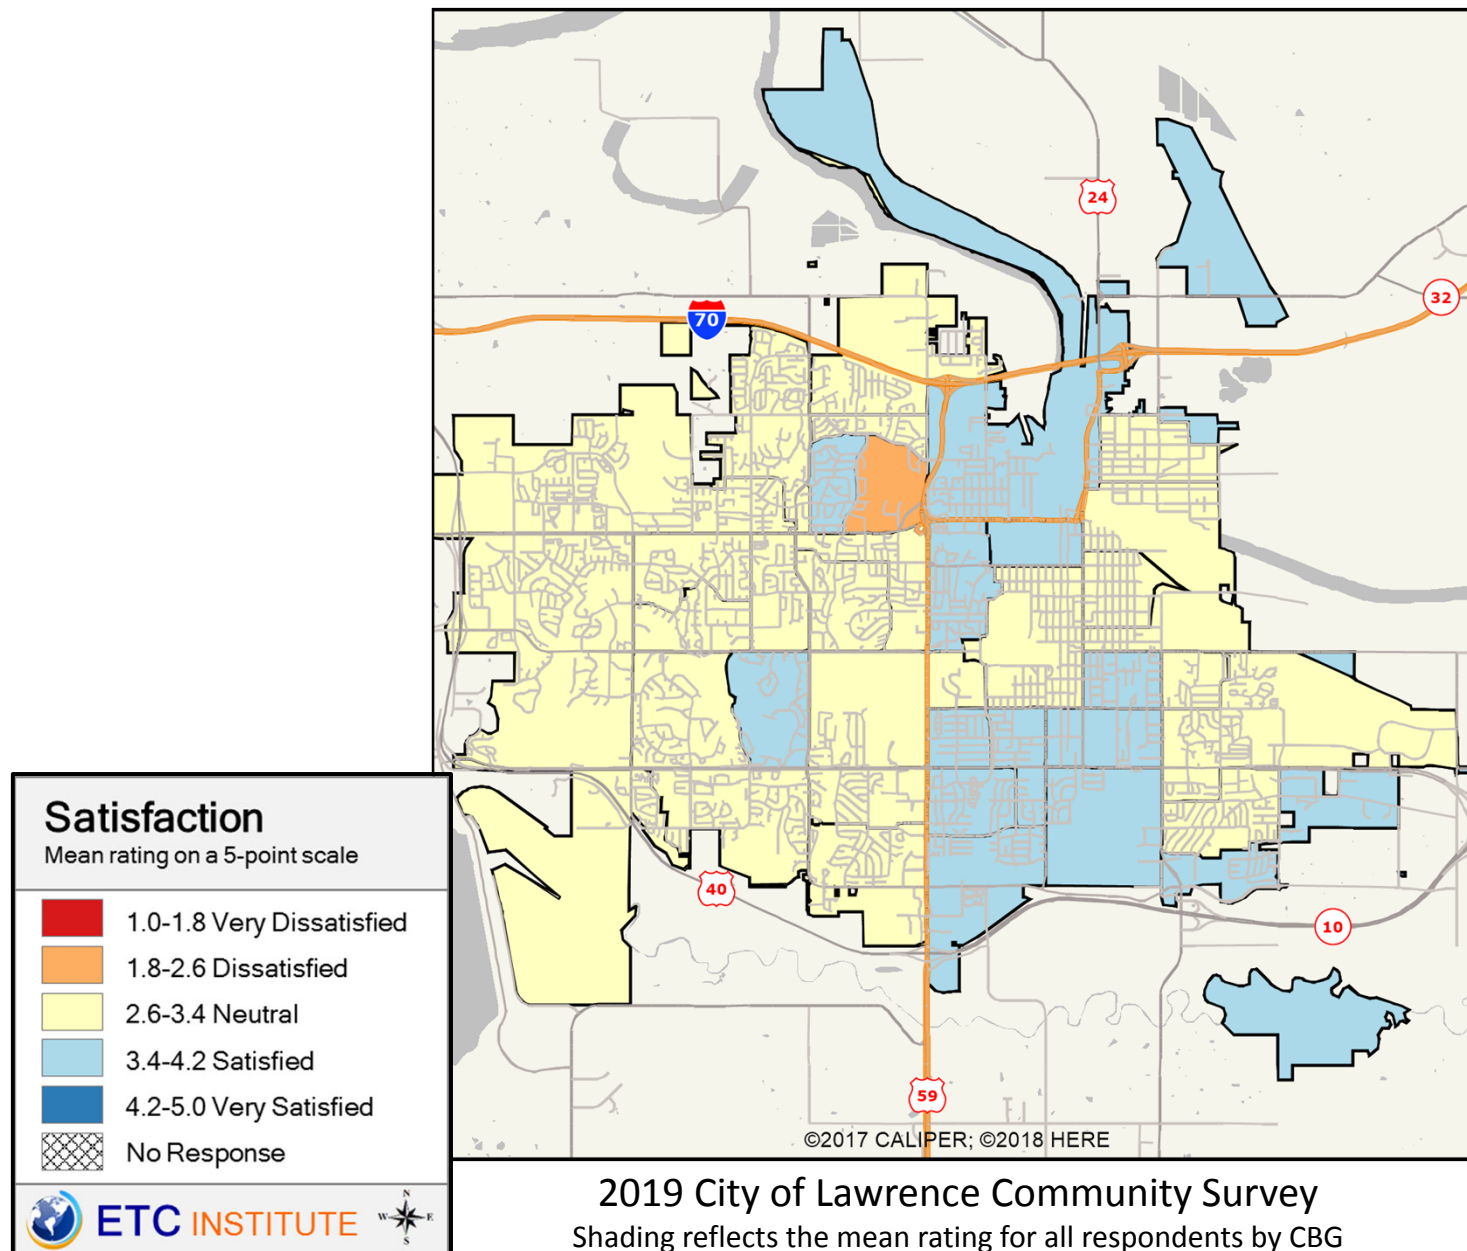 24
32
70
40
10
59
©2017 CALIPER; ©2018 HERE
Satisfaction
Mean rating on a 5-point scale
1.0-1.8 Very Dissatisfied
1.8-2.6 Dissatisfied
2.6-3.4 Neutral
3.4-4.2 Satisfied
4.2-5.0 Very Satisfied
No Response
ETC INSTITUTE
N
W E
S
2019 City of Lawrence Community Survey
Shading reflects the mean rating for all respondents by CBG